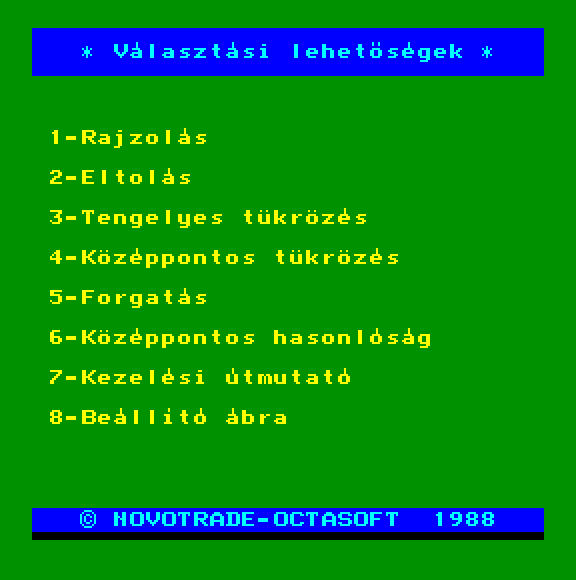 * Választási lehetöségek *
1-Rajzolás
2-Eltolás
3-Tengelyes tükrözés
4-Középpontos tükrözés
5-Forgatás
6-Középpontos hasonlóság
7-Kezelési útmutató
8-Beállító ábra
© NOVOTRADE-OCTASOFT 1988